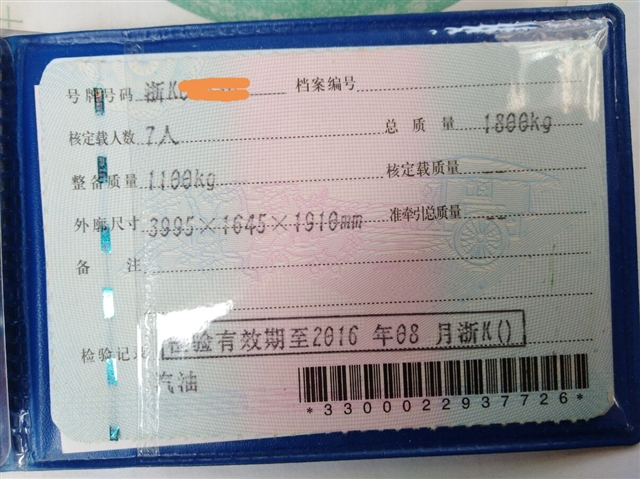 号牌号码 浙K 档案编号
核定载人数 7人 总质量 1800kg
整备质量 1100kg 核定载质量 --
外廓尺寸 3995×1645×1910mm 准牵引总质量 --
备注
检验记录 检验有效期至2016年08月浙K()
汽油
*3300022937726*